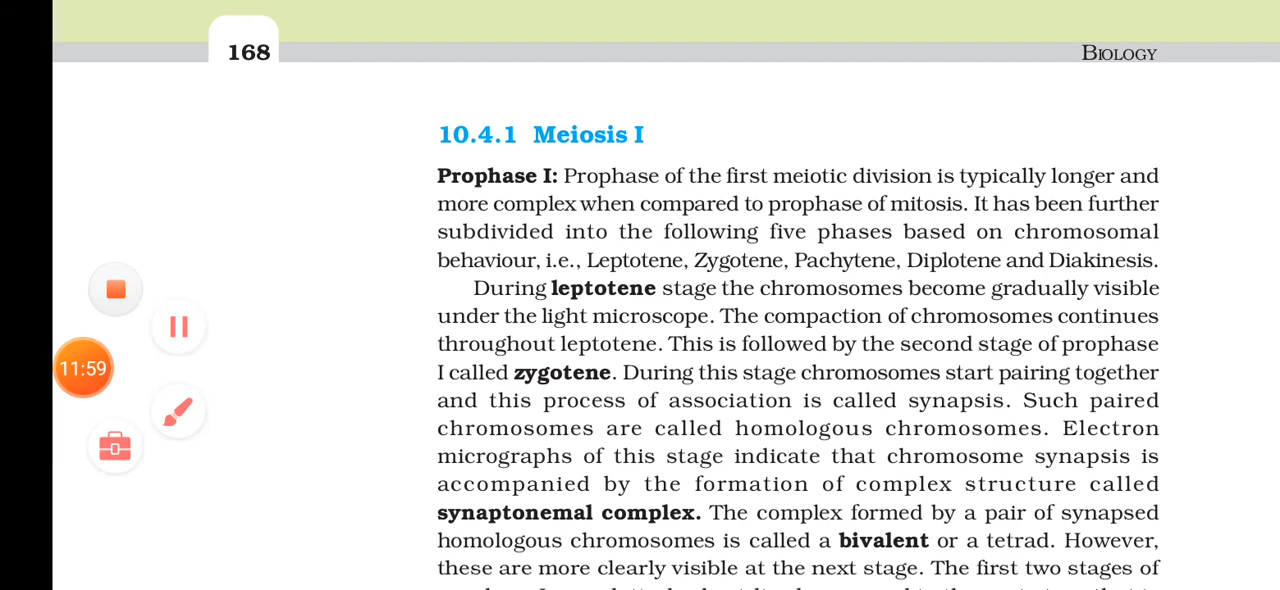 168
BIOLOGY
10.4.1 Meiosis I
Prophase I: Prophase of the first meiotic division is typically longer and
more complex when compared to prophase of mitosis. It has been further
subdivided into the following five phases based on chromosomal
behaviour, i.e., Leptotene, Zygotene, Pachytene, Diplotene and Diakinesis.
During leptotene stage the chromosomes become gradually visible
under the light microscope. The compaction of chromosomes continues
throughout leptotene. This is followed by the second stage of prophase
I called zygotene. During this stage chromosomes start pairing together
and this process of association is called synapsis. Such paired
chromosomes are called homologous chromosomes. Electron
micrographs of this stage indicate that chromosome synapsis is
accompanied by the formation of complex structure called
synaptonemal complex. The complex formed by a pair of synapsed
homologous chromosomes is called a bivalent or a tetrad. However,
these are more clearly visible at the next stage. The first two stages of
11:59